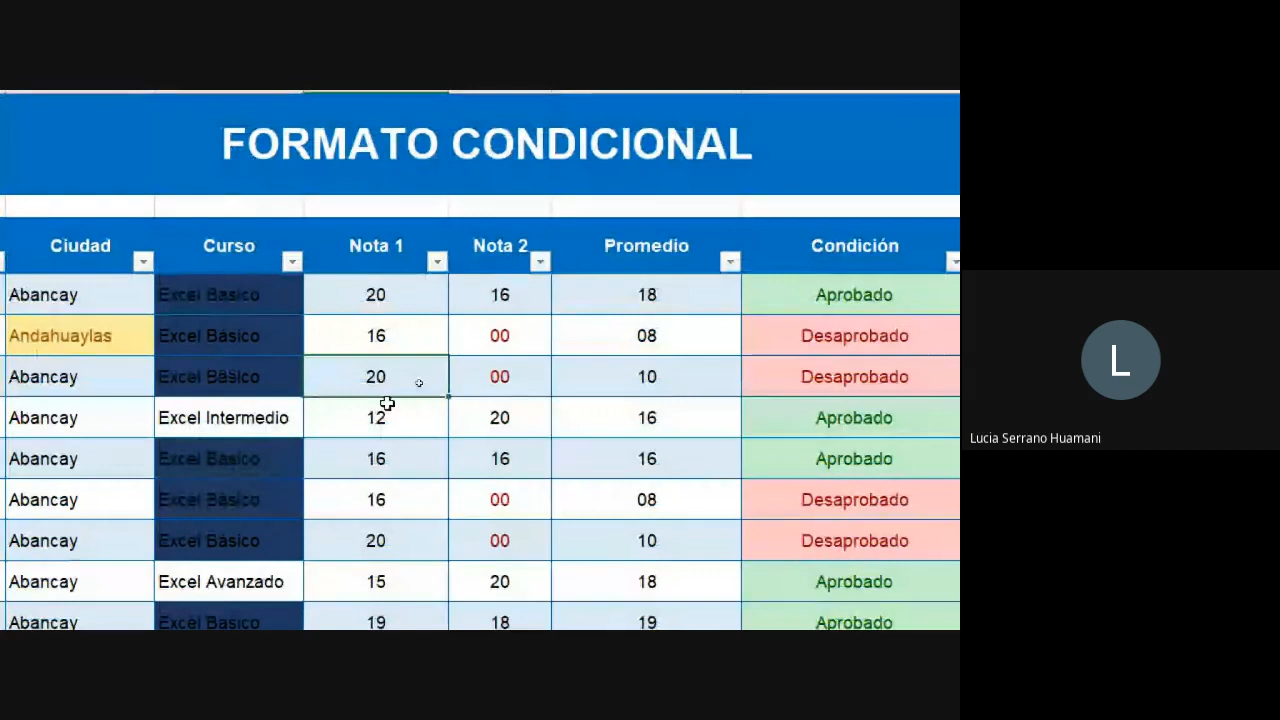 FORMATO CONDICIONAL
Ciudad Curso Nota 1 Nota 2 Promedio Condición
Abancay Excel Básico 20 16 18 Aprobado
Andahuaylas Excel Básico 16 00 08 Desaprobado
Abancay Excel Básico 20 00 10 Desaprobado
Abancay Excel Intermedio 12 20 16 Aprobado
Abancay Excel Básico 16 16 16 Aprobado
Abancay Excel Básico 16 00 08 Desaprobado
Abancay Excel Básico 20 00 10 Desaprobado
Abancay Excel Avanzado 15 20 18 Aprobado
Abancay Excel Básico 19 18 19 Aprobado
L
Lucia Serrano Huamani